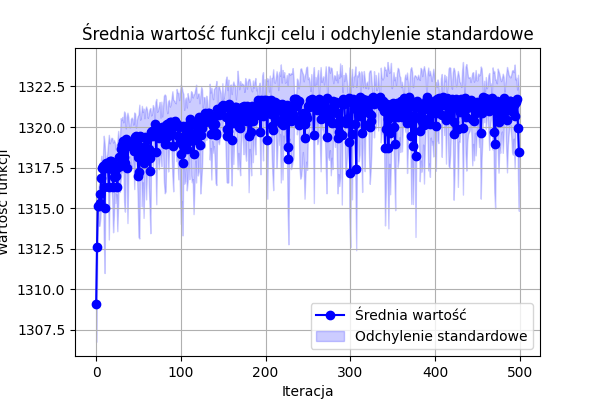 Średnia wartość funkcji celu i odchylenie standardowe
1322.5
1320.0
1317.5
1315.0
1312.5
1310.0
1307.5
Wartość funkcji
Średnia wartość
Odchylenie standardowe
0 100 200 300 400 500
Iteracja